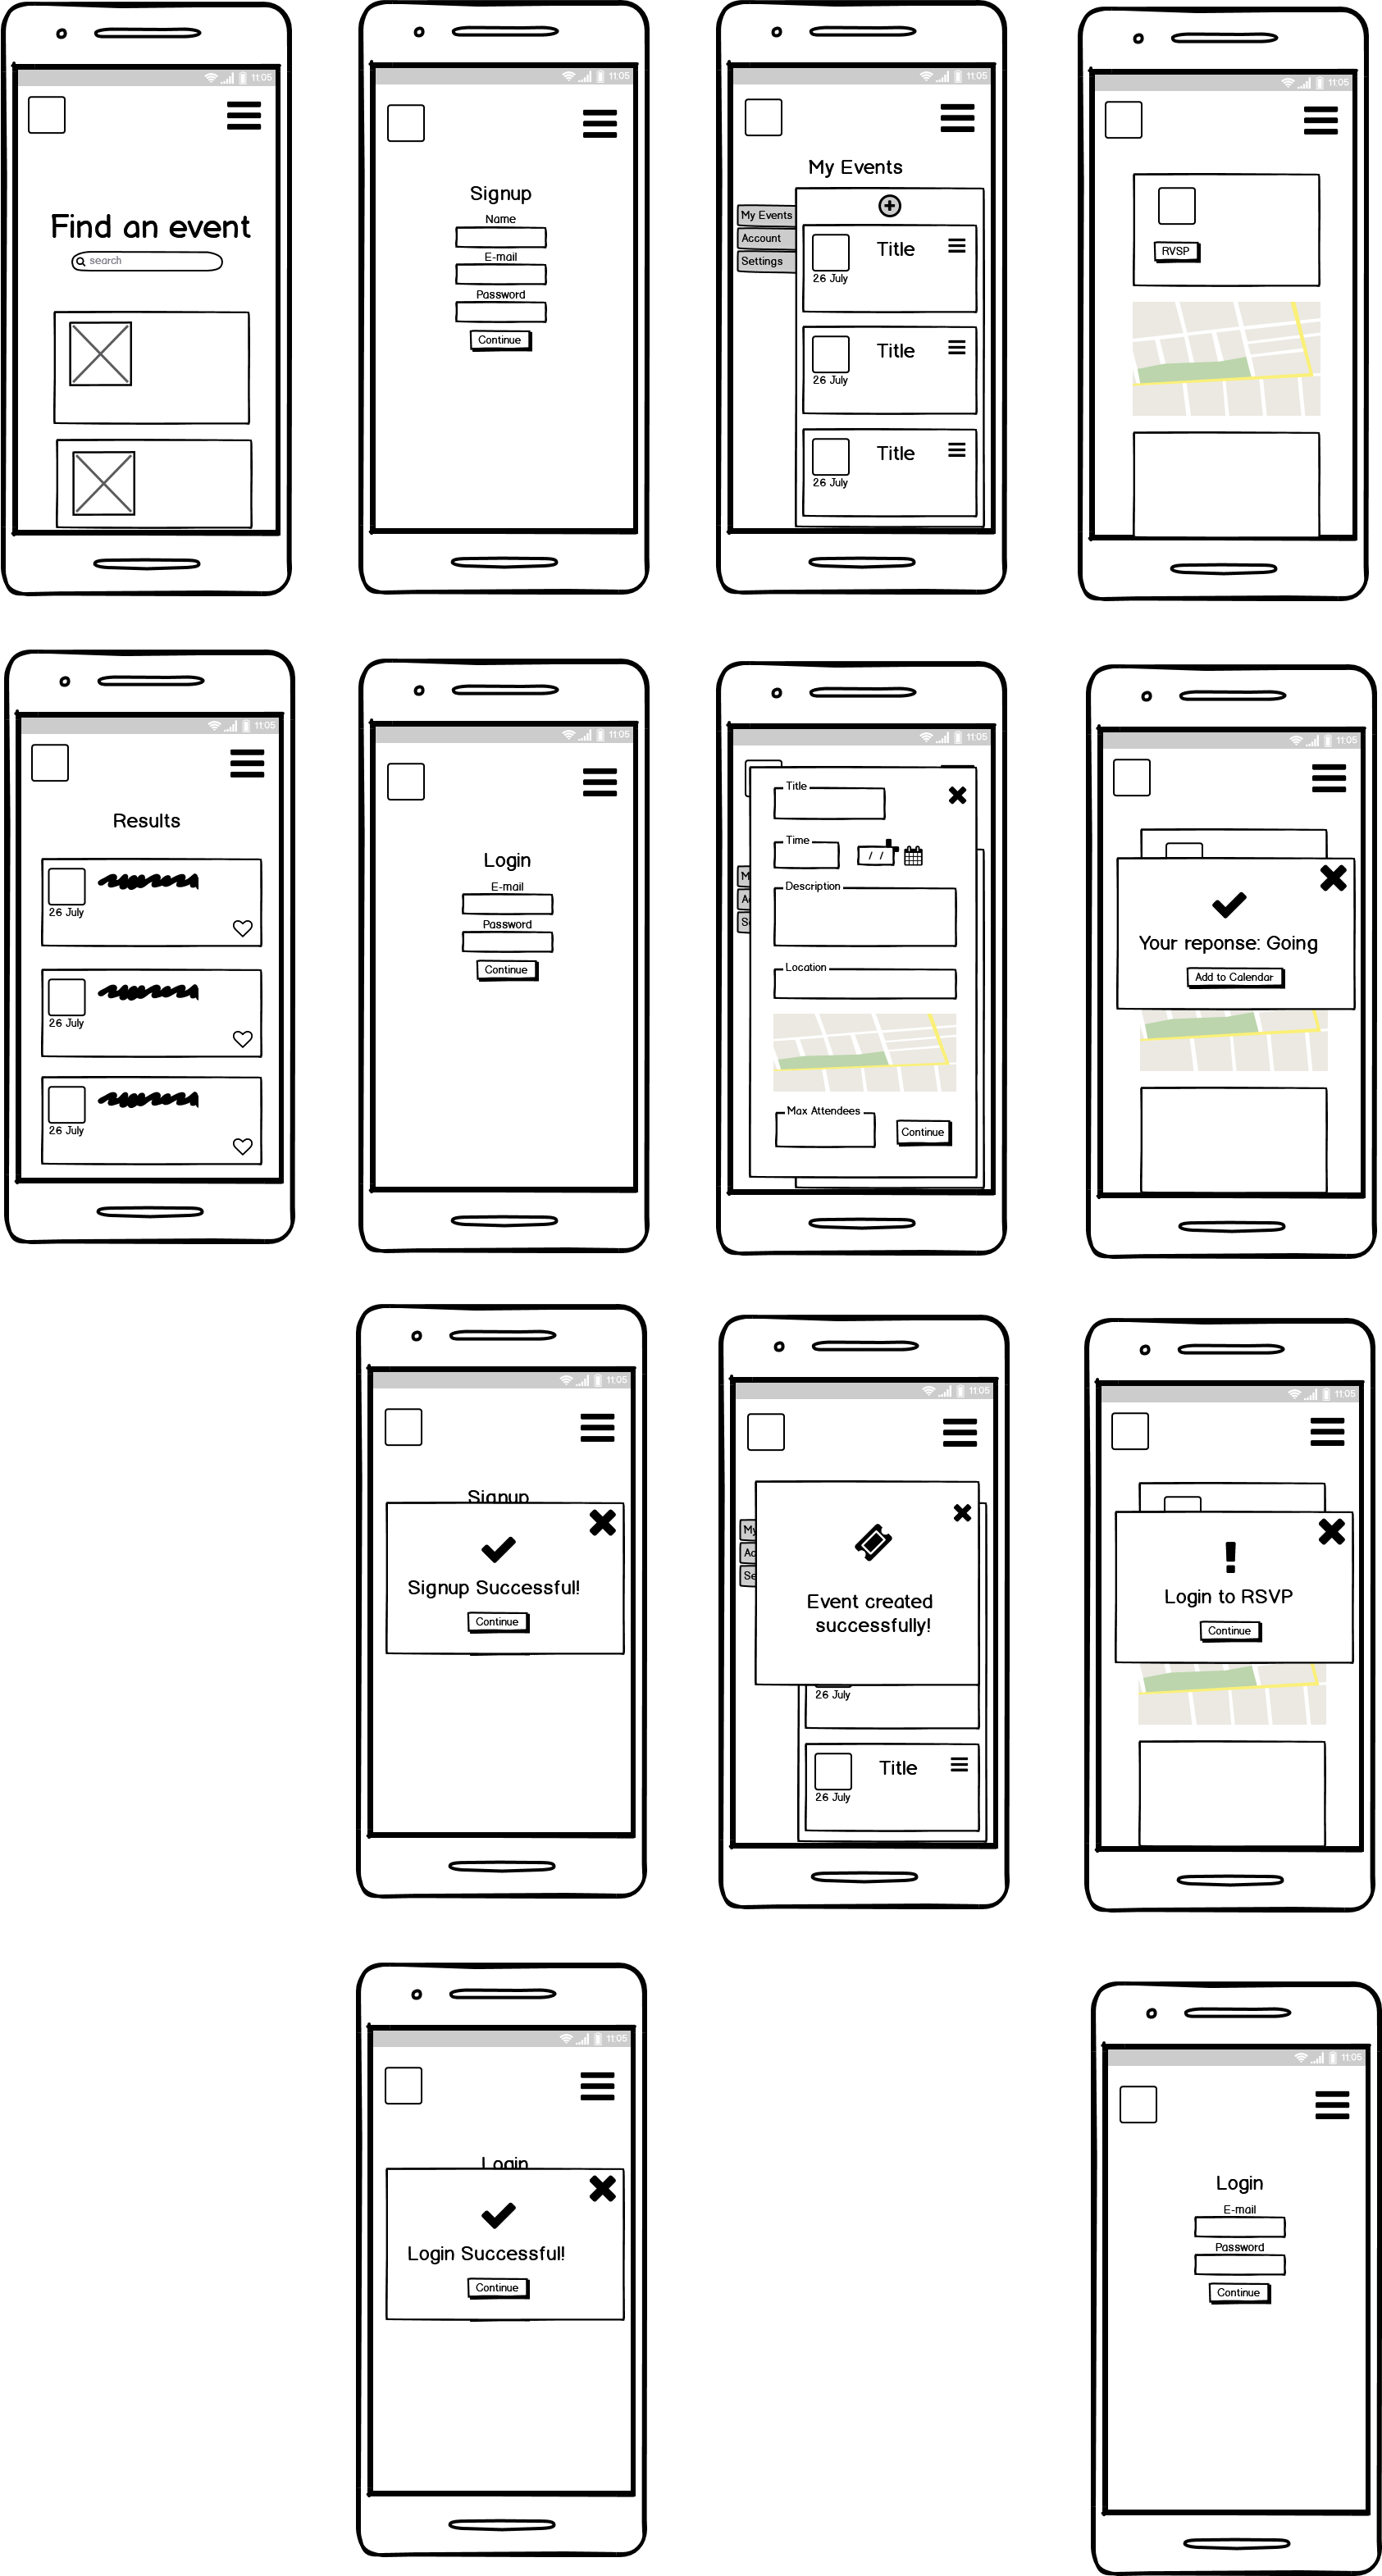 11:05
Find an event
search
11:05
Signup
Name
E-mail
Password
Continue
11:05
My Events
My Events
Account
Settings
Title
26 July
Title
26 July
Title
26 July
11:05
RVSP
11:05
Results
26 July
26 July
26 July
11:05
Login
E-mail
Password
Continue
11:05
Title
Time
/ /
M
A
S
Description
Location
Max Attendees
Continue
11:05
Your reponse: Going
Add to Calendar
11:05
Signup
Signup Successful!
Continue
11:05
My
Ac
Se
Event created
successfully!
26 July
Title
26 July
11:05
!
Login to RSVP
Continue
11:05
Login
Login Successful!
Continue
11:05
Login
E-mail
Password
Continue